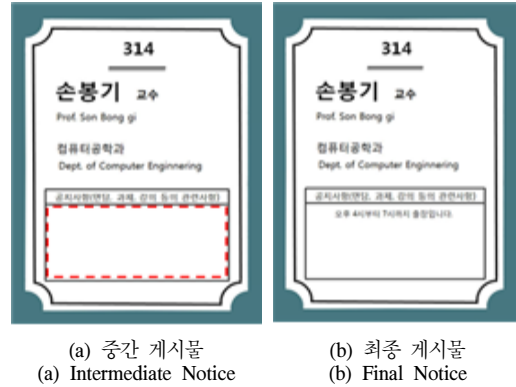 314
손봉기 교수
Prof. Son Bong gi
컴퓨터공학과
Dept. of Computer Enginnering
공지사항(면담, 과제, 강의 등의 관련사항)
314
손봉기 교수
Prof. Son Bong gi
컴퓨터공학과
Dept. of Computer Enginnering
공지사항(면담, 과제, 강의 등의 관련사항)
오후 4시부터 7시까지 출장입니다.
(a) 중간 게시물
(a) Intermediate Notice
(b) 최종 게시물
(b) Final Notice